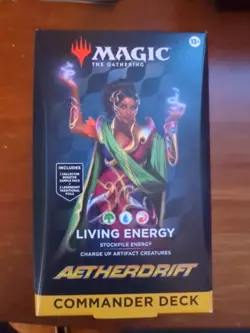 MAGIC
THE GATHERING
13+
INCLUDES
1 COLLECTOR
BOOSTER
SAMPLE PACK
2 LEGENDARY
TRADITIONAL
FOILS
LIVING ENERGY
STOCKPILE ENERGY
CHARGE UP ARTIFACT CREATURES
AETHERDRIFT
COMMANDER DECK